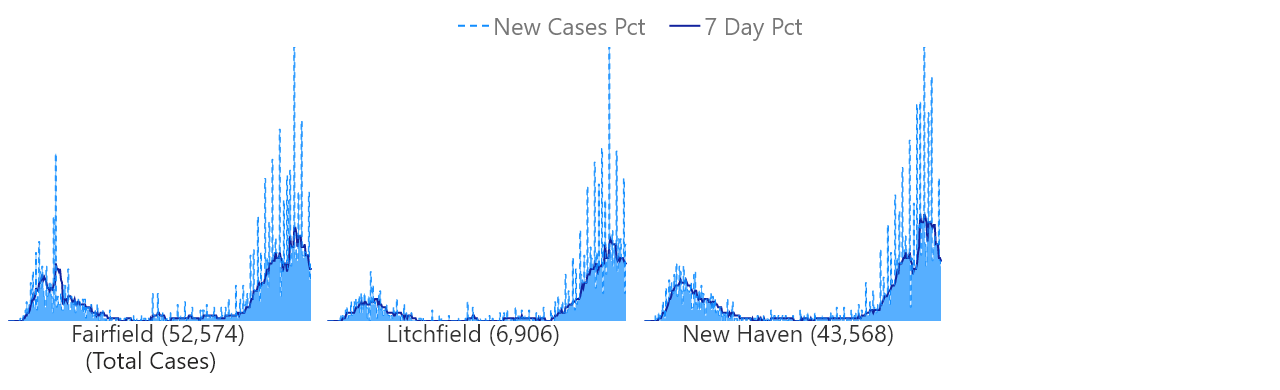 New Cases Pct 7 Day Pct
Fairfield (52,574) Litchfield (6,906) New Haven (43,568)
(Total Cases)